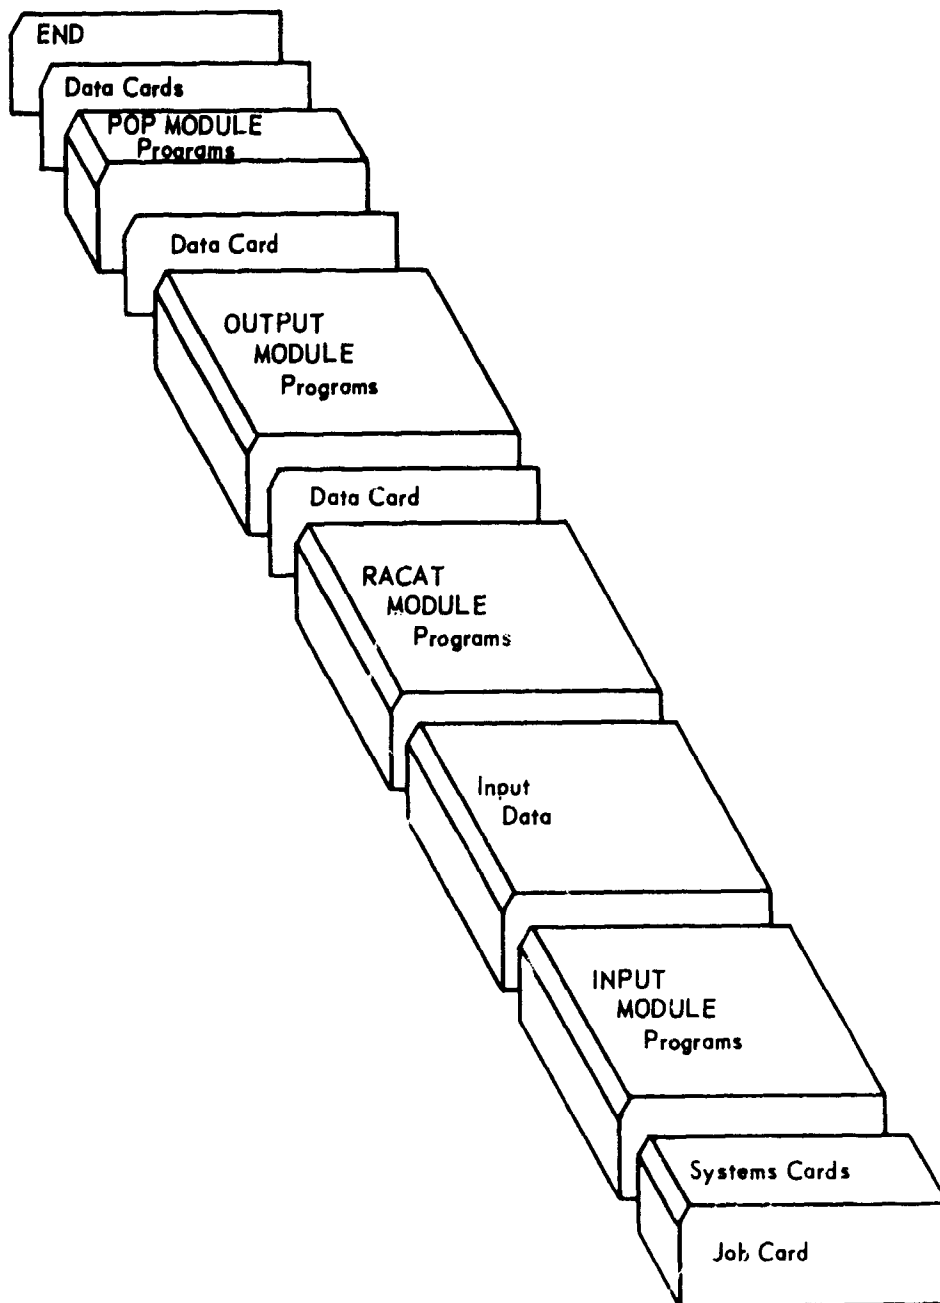 END
Data Cards
POP MODULE
Programs
Data Card
OUTPUT
MODULE
Programs
Data Card
RACAT
MODULE
Programs
Input
Data
INPUT
MODULE
Programs
Systems Cards
Job Card